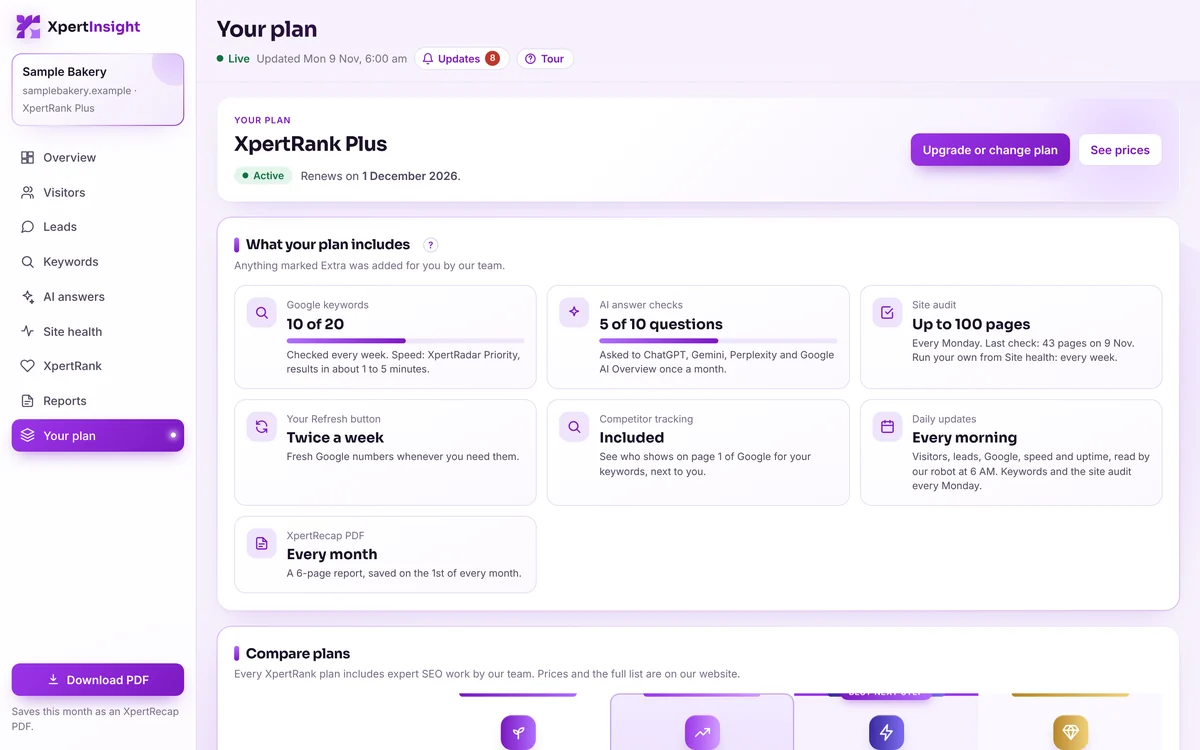 XpertInsight
Sample Bakery
samplebakery.example ·
XpertRank Plus
Overview
Visitors
Leads
Keywords
AI answers
Site health
XpertRank
Reports
Your plan
Download PDF
Saves this month as an XpertRecap
PDF.
Your plan
Live Updated Mon 9 Nov, 6:00 am Updates 8 Tour
YOUR PLAN
XpertRank Plus
Active Renews on 1 December 2026.
Upgrade or change plan See prices
What your plan includes ?
Anything marked Extra was added for you by our team.
Google keywords
10 of 20
Checked every week. Speed: XpertRadar Priority,
results in about 1 to 5 minutes.
AI answer checks
5 of 10 questions
Asked to ChatGPT, Gemini, Perplexity and Google
AI Overview once a month.
Site audit
Up to 100 pages
Every Monday. Last check: 43 pages on 9 Nov.
Run your own from Site health: every week.
Your Refresh button
Twice a week
Fresh Google numbers whenever you need them.
Competitor tracking
Included
See who shows on page 1 of Google for your
keywords, next to you.
Daily updates
Every morning
Visitors, leads, Google, speed and uptime, read by
our robot at 6 AM. Keywords and the site audit
every Monday.
XpertRecap PDF
Every month
A 6-page report, saved on the 1st of every month.
Compare plans
Every XpertRank plan includes expert SEO work by our team. Prices and the full list are on our website.